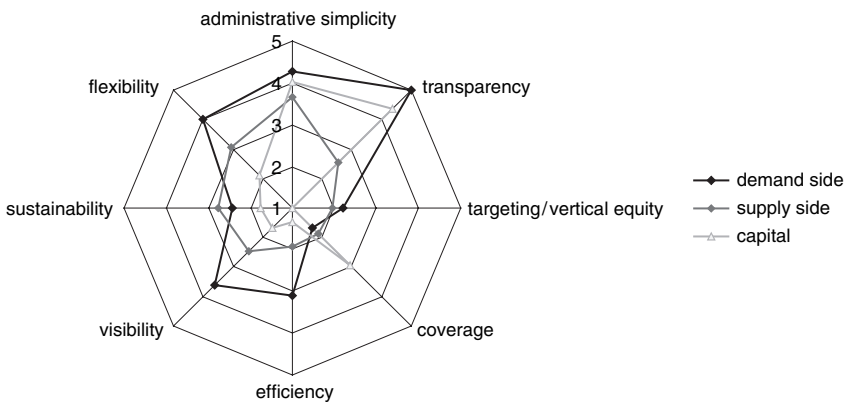 administrative simplicity
5
flexibility
transparency
4
3
2
sustainability
1
targeting/vertical equity
visibility
coverage
efficiency
demand side
supply side
capital